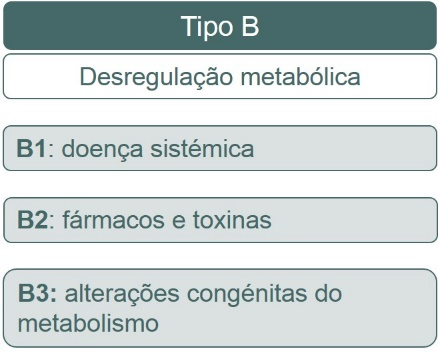 Tipo B
Desregulação metabólica
B1: doença sistémica
B2: fármacos e toxinas
B3: alterações congénitas do
metabolismo